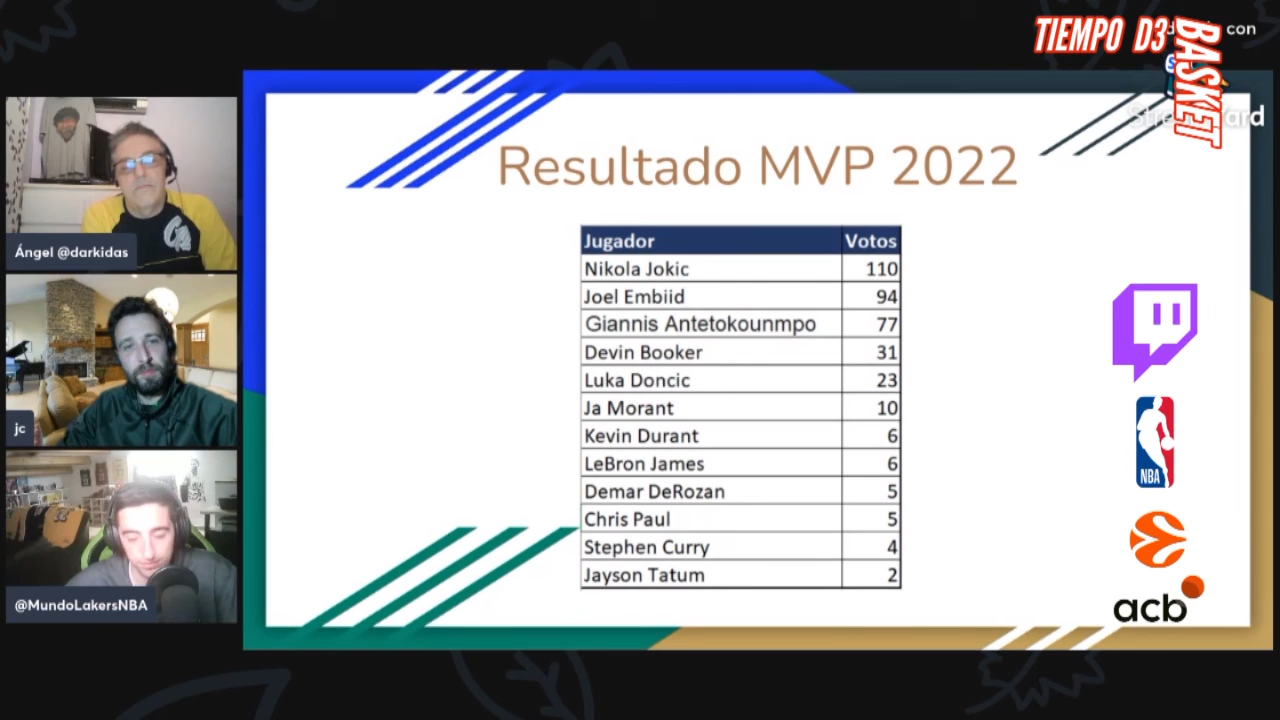 TIEMPO D3
BASKET
con
ard
Ángel @darkidas
jc
@MundoLakersNBA
Resultado MVP 2022
Jugador Votos
Nikola Jokic 110
Joel Embiid 94
Giannis Antetokounmpo 77
Devin Booker 31
Luka Doncic 23
Ja Morant 10
Kevin Durant 6
LeBron James 6
Demar DeRozan 5
Chris Paul 5
Stephen Curry 4
Jayson Tatum 2
NBA
acb